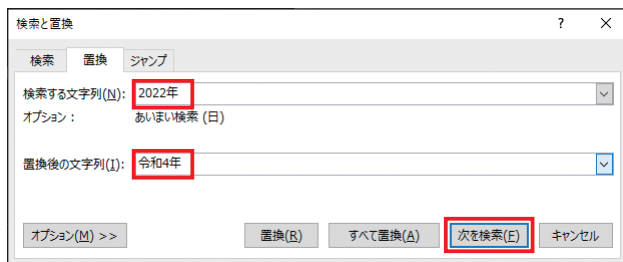 検索と置換 ? ×
検索 置換 ジャンプ
検索する文字列(N): 2022年
オプション: あいまい検索 (日)
置換後の文字列(I): 令和4年
オプション(M) >> 置換(R) すべて置換(A) 次を検索(F) キャンセル